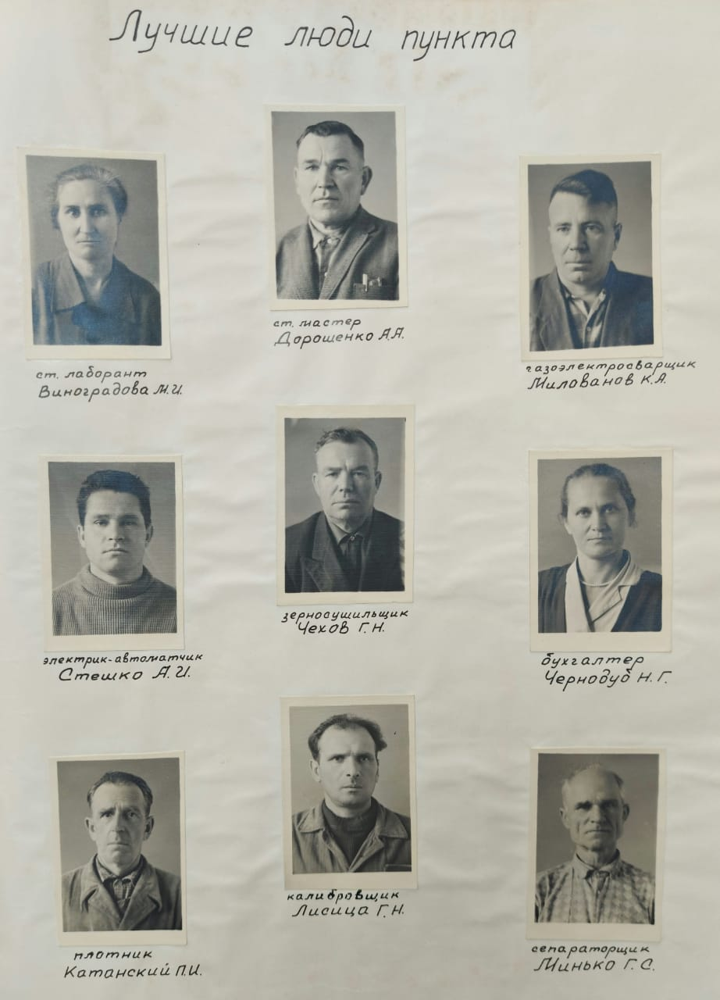 Лучшие люди пункта
ст. лаборант
Виноградова М.И.
ст. мастер
Дорошенко А.А.
газоэлектросварщик
Милованов К.А.
электрик-автоматчик
Стешко А.И.
зерносушильщик
Чехов Г.Н.
бухгалтер
Чернодуб Н.Г.
плотник
Катанский П.И.
калибровщик
Лисица Г.Н.
сепараторщик
Минько Г.С.